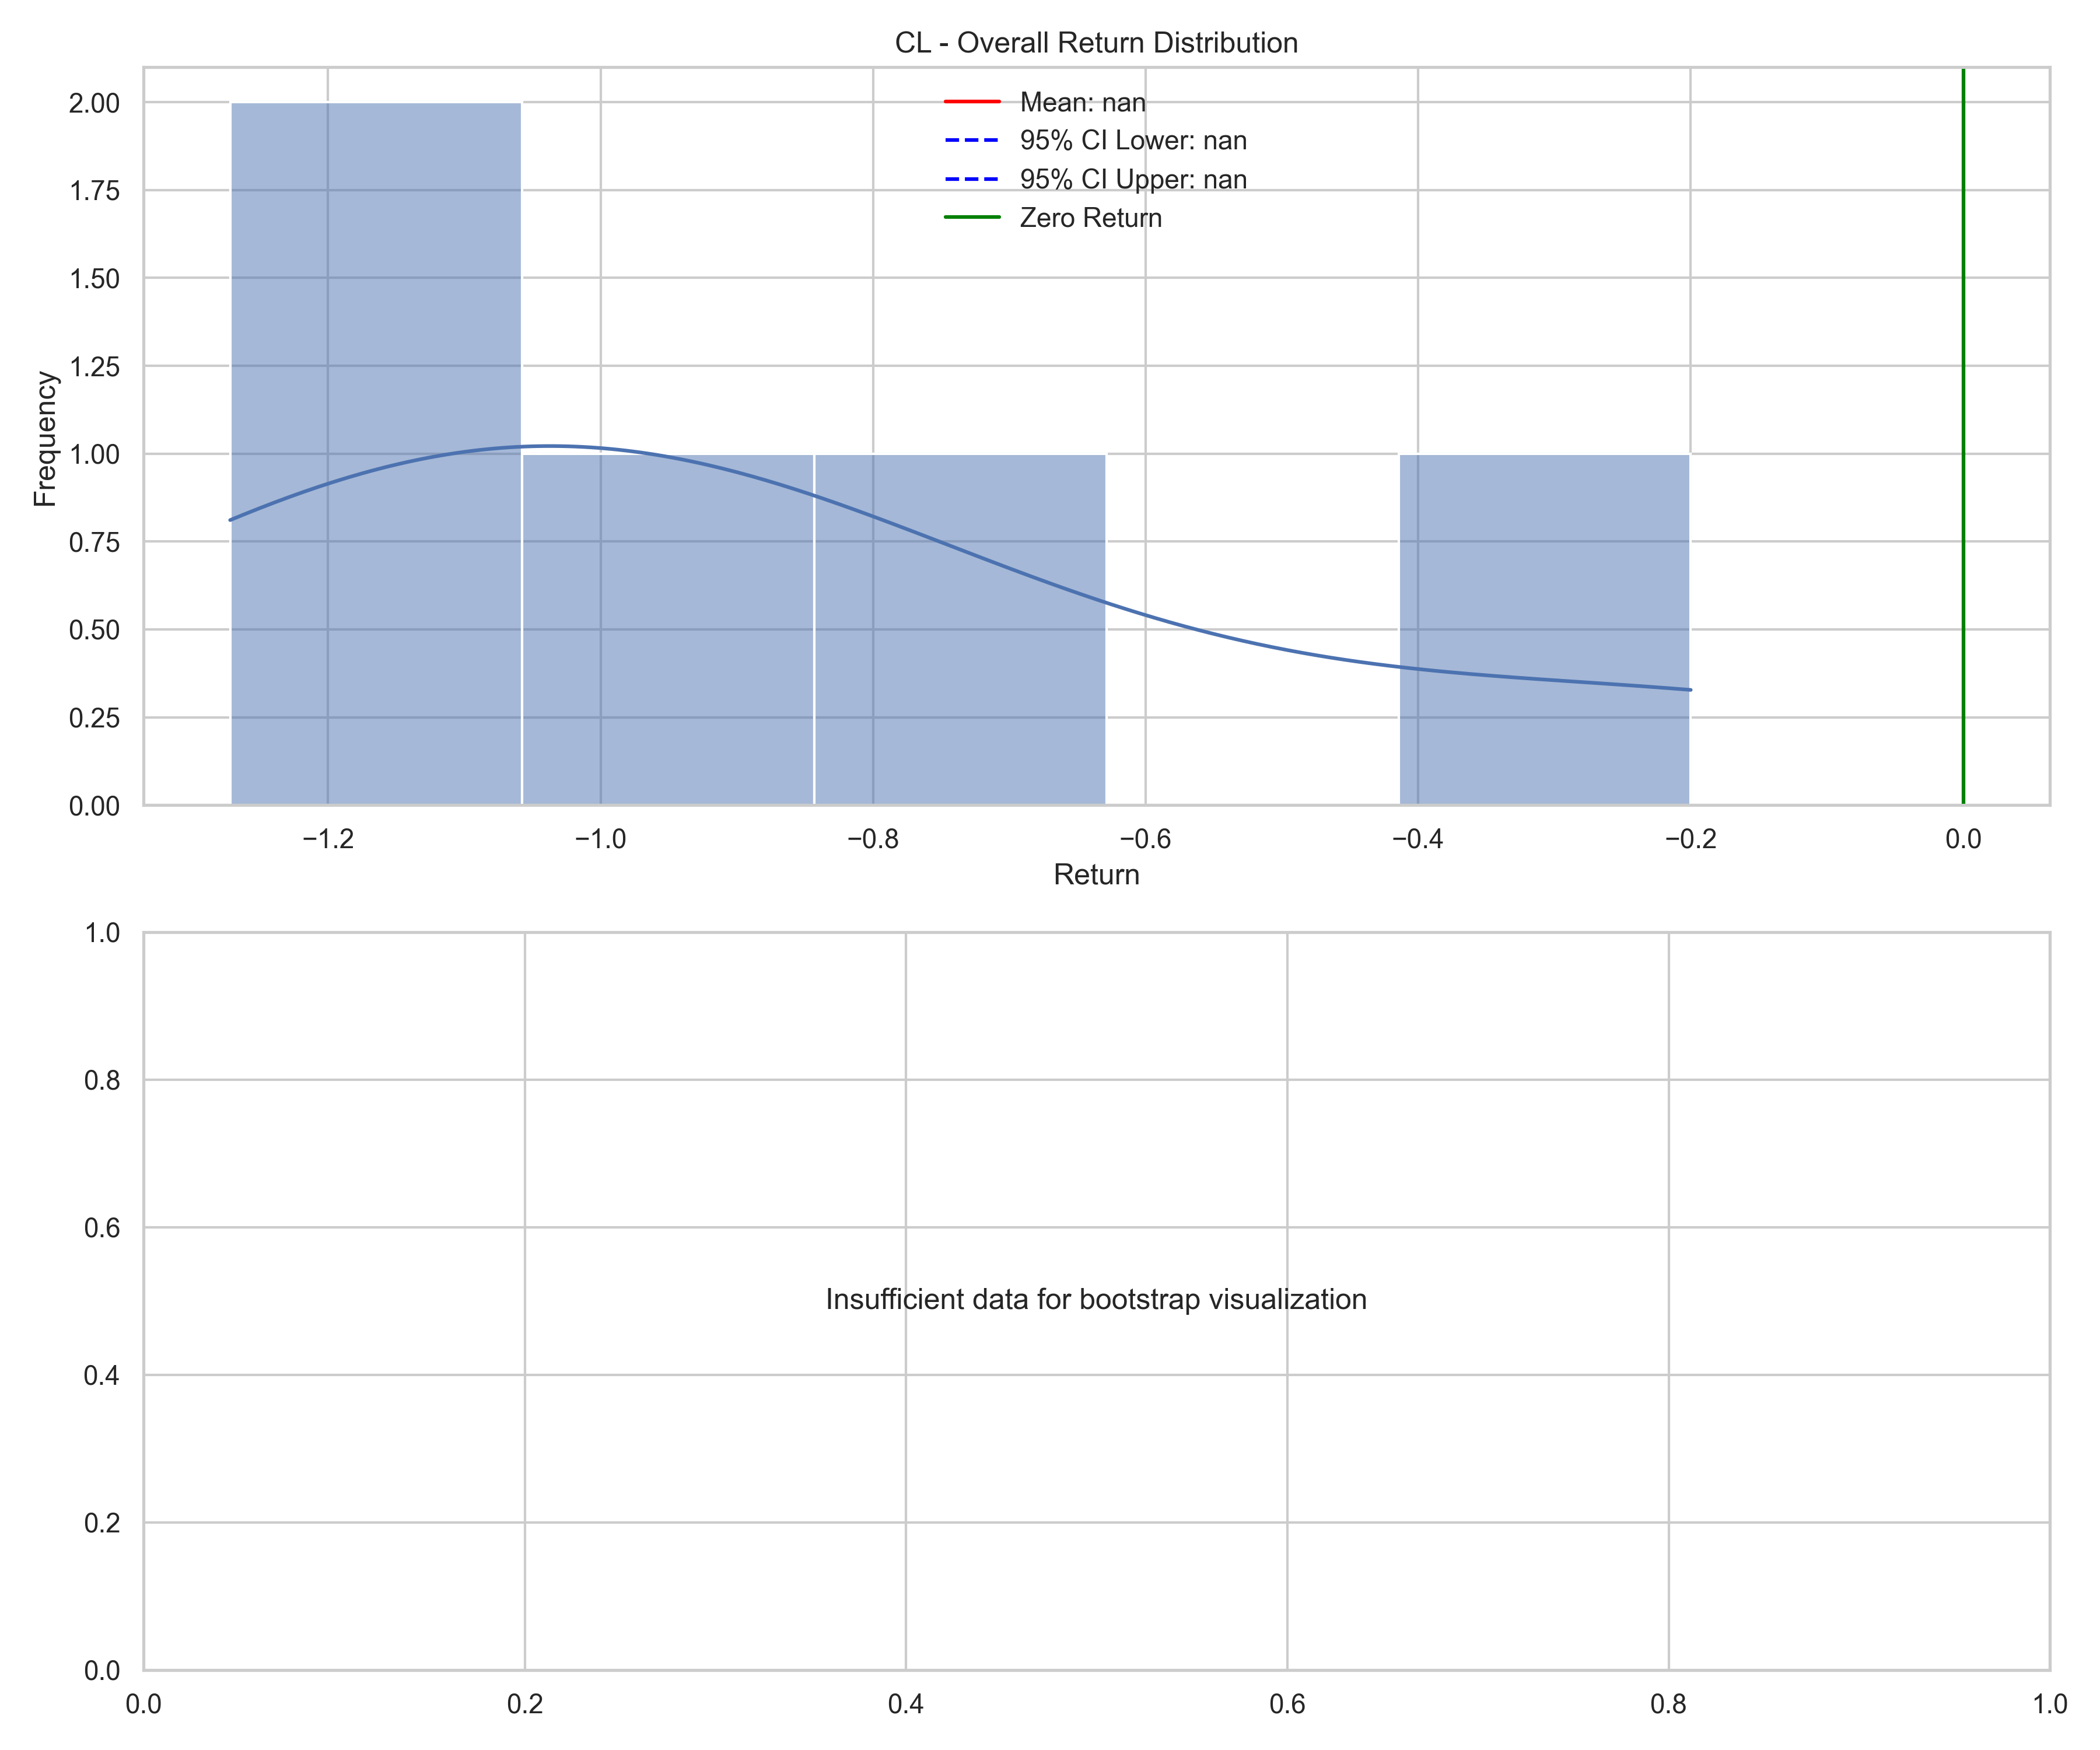 CL - Overall Return Distribution
Mean: nan
95% CI Lower: nan
95% CI Upper: nan
Zero Return
Frequency
2.00
1.75
1.50
1.25
1.00
0.75
0.50
0.25
0.00
−1.2 −1.0 −0.8 −0.6 −0.4 −0.2 0.0
Return
1.0
0.8
0.6
Insufficient data for bootstrap visualization
0.4
0.2
0.0
0.0 0.2 0.4 0.6 0.8 1.0